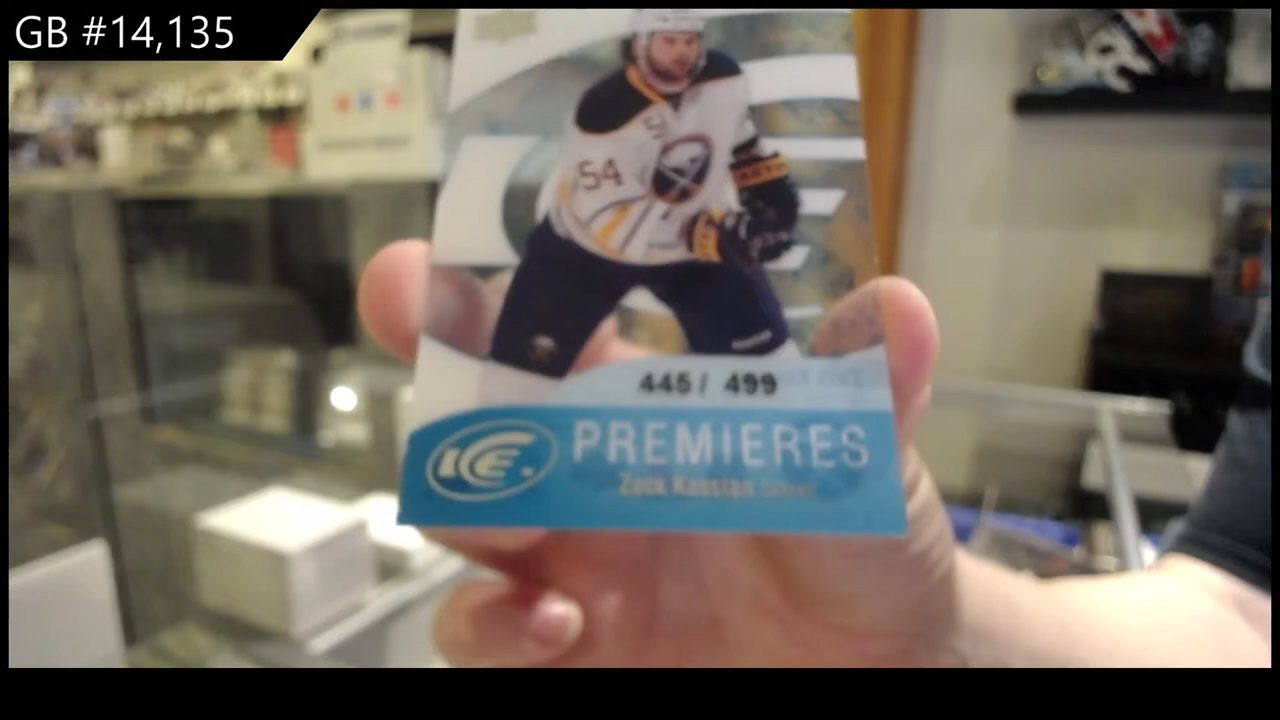 GB #14,135
54
445 / 499
ICE
PREMIERES
Zack Kassian